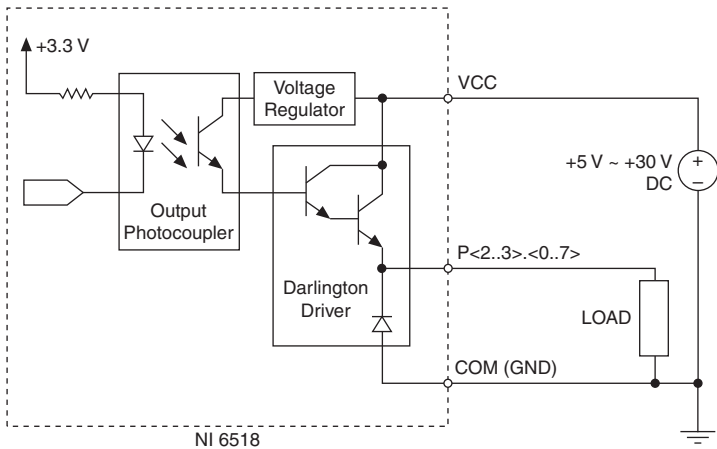 +3.3 V
Voltage
Regulator
VCC
+5 V ~ +30 V
DC
+
–
Output
Photocoupler
P<2..3>.<0..7>
Darlington
Driver
LOAD
COM (GND)
NI 6518